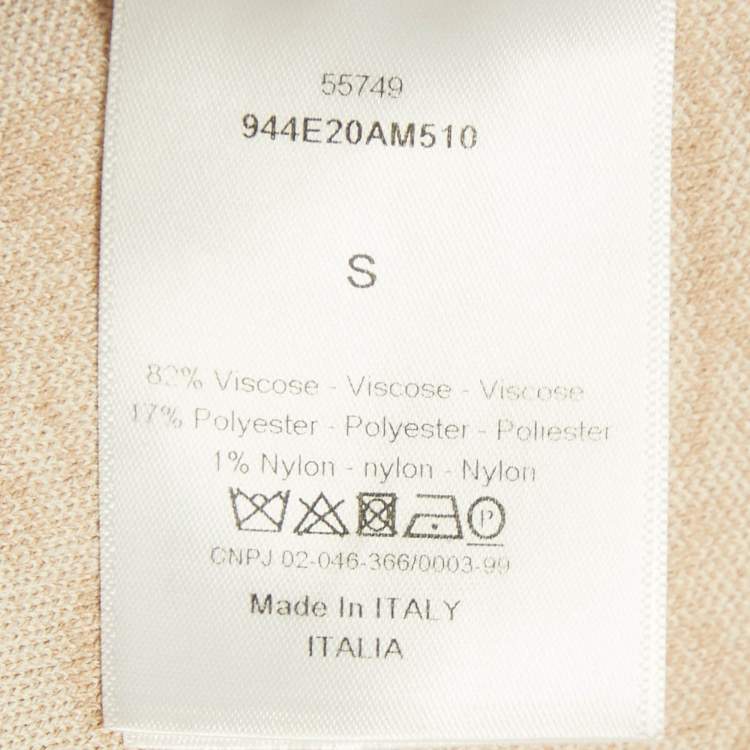 55749
944E20AM510
S
82% Viscose - Viscose - Viscose
17% Polyester - Polyester - Poliester
1% Nylon - nylon - Nylon
P
CNPJ 02-046-366/0003-99
Made In ITALY
ITALIA